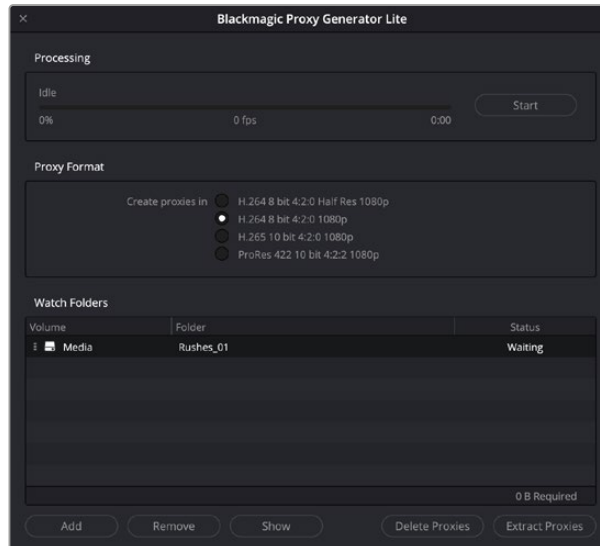 Blackmagic Proxy Generator Lite
Processing
Idle
Start
0% 0 fps 0:00
Proxy Format
Create proxies in H.264 8 bit 4:2:0 Half Res 1080p
H.264 8 bit 4:2:0 1080p
H.265 10 bit 4:2:0 1080p
ProRes 422 10 bit 4:2:2 1080p
Watch Folders
Volume Folder Status
Media Rushes_01 Waiting
0 B Required
Add Remove Show Delete Proxies Extract Proxies